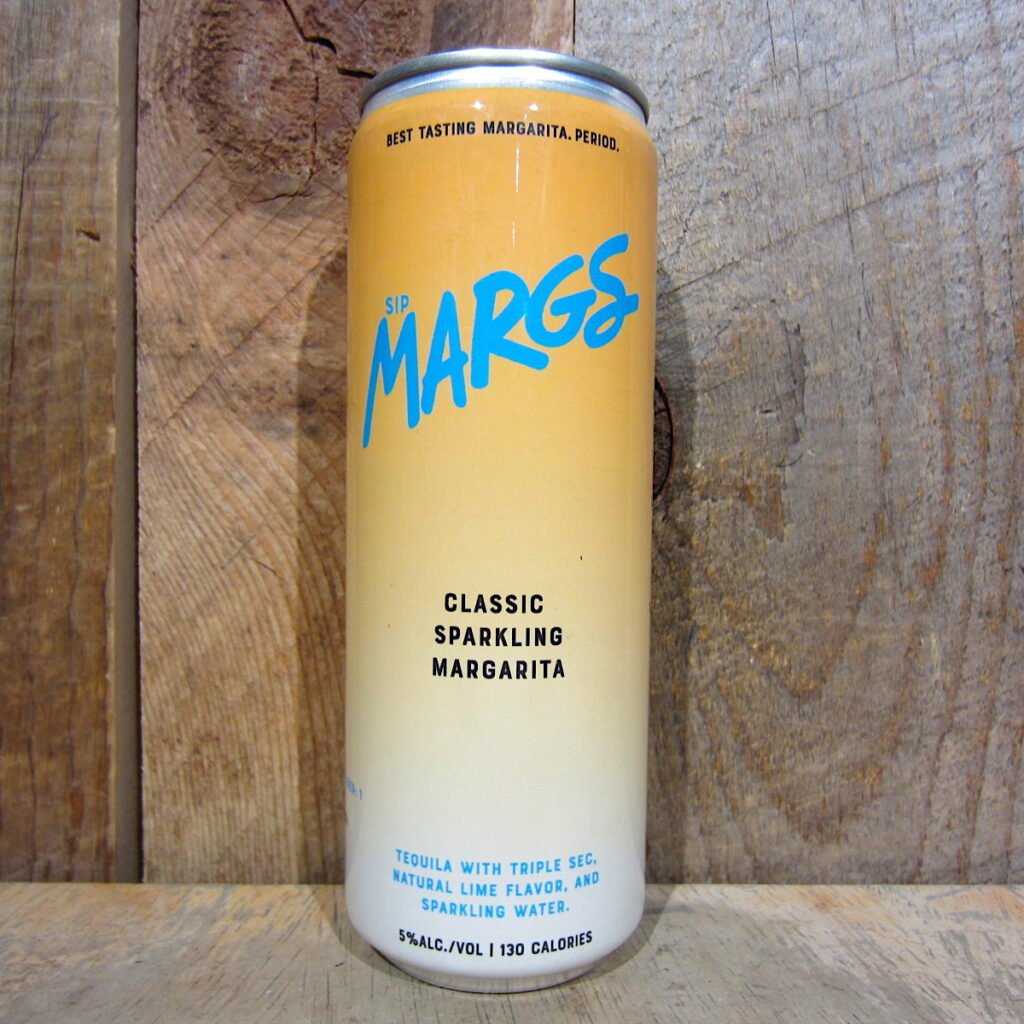 BEST TASTING MARGARITA. PERIOD.
SIP
MARGS
CLASSIC
SPARKLING
MARGARITA
TEQUILA WITH TRIPLE SEC,
NATURAL LIME FLAVOR, AND
SPARKLING WATER.
5%ALC./VOL | 130 CALORIES